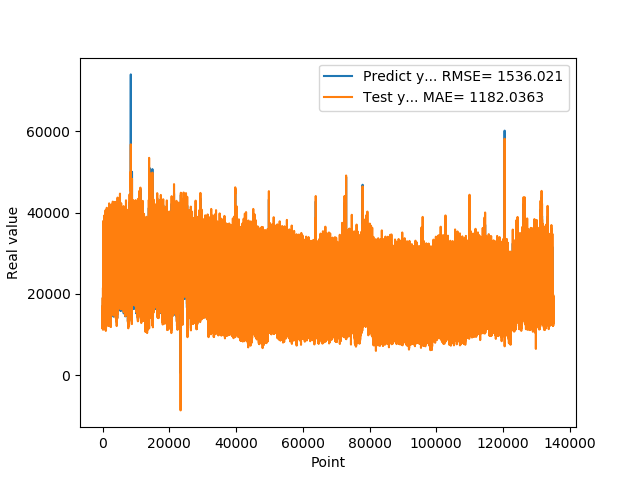 Predict y... RMSE= 1536.021
Test y... MAE= 1182.0363
60000
40000
20000
0
Real value
0 20000 40000 60000 80000 100000 120000 140000
Point